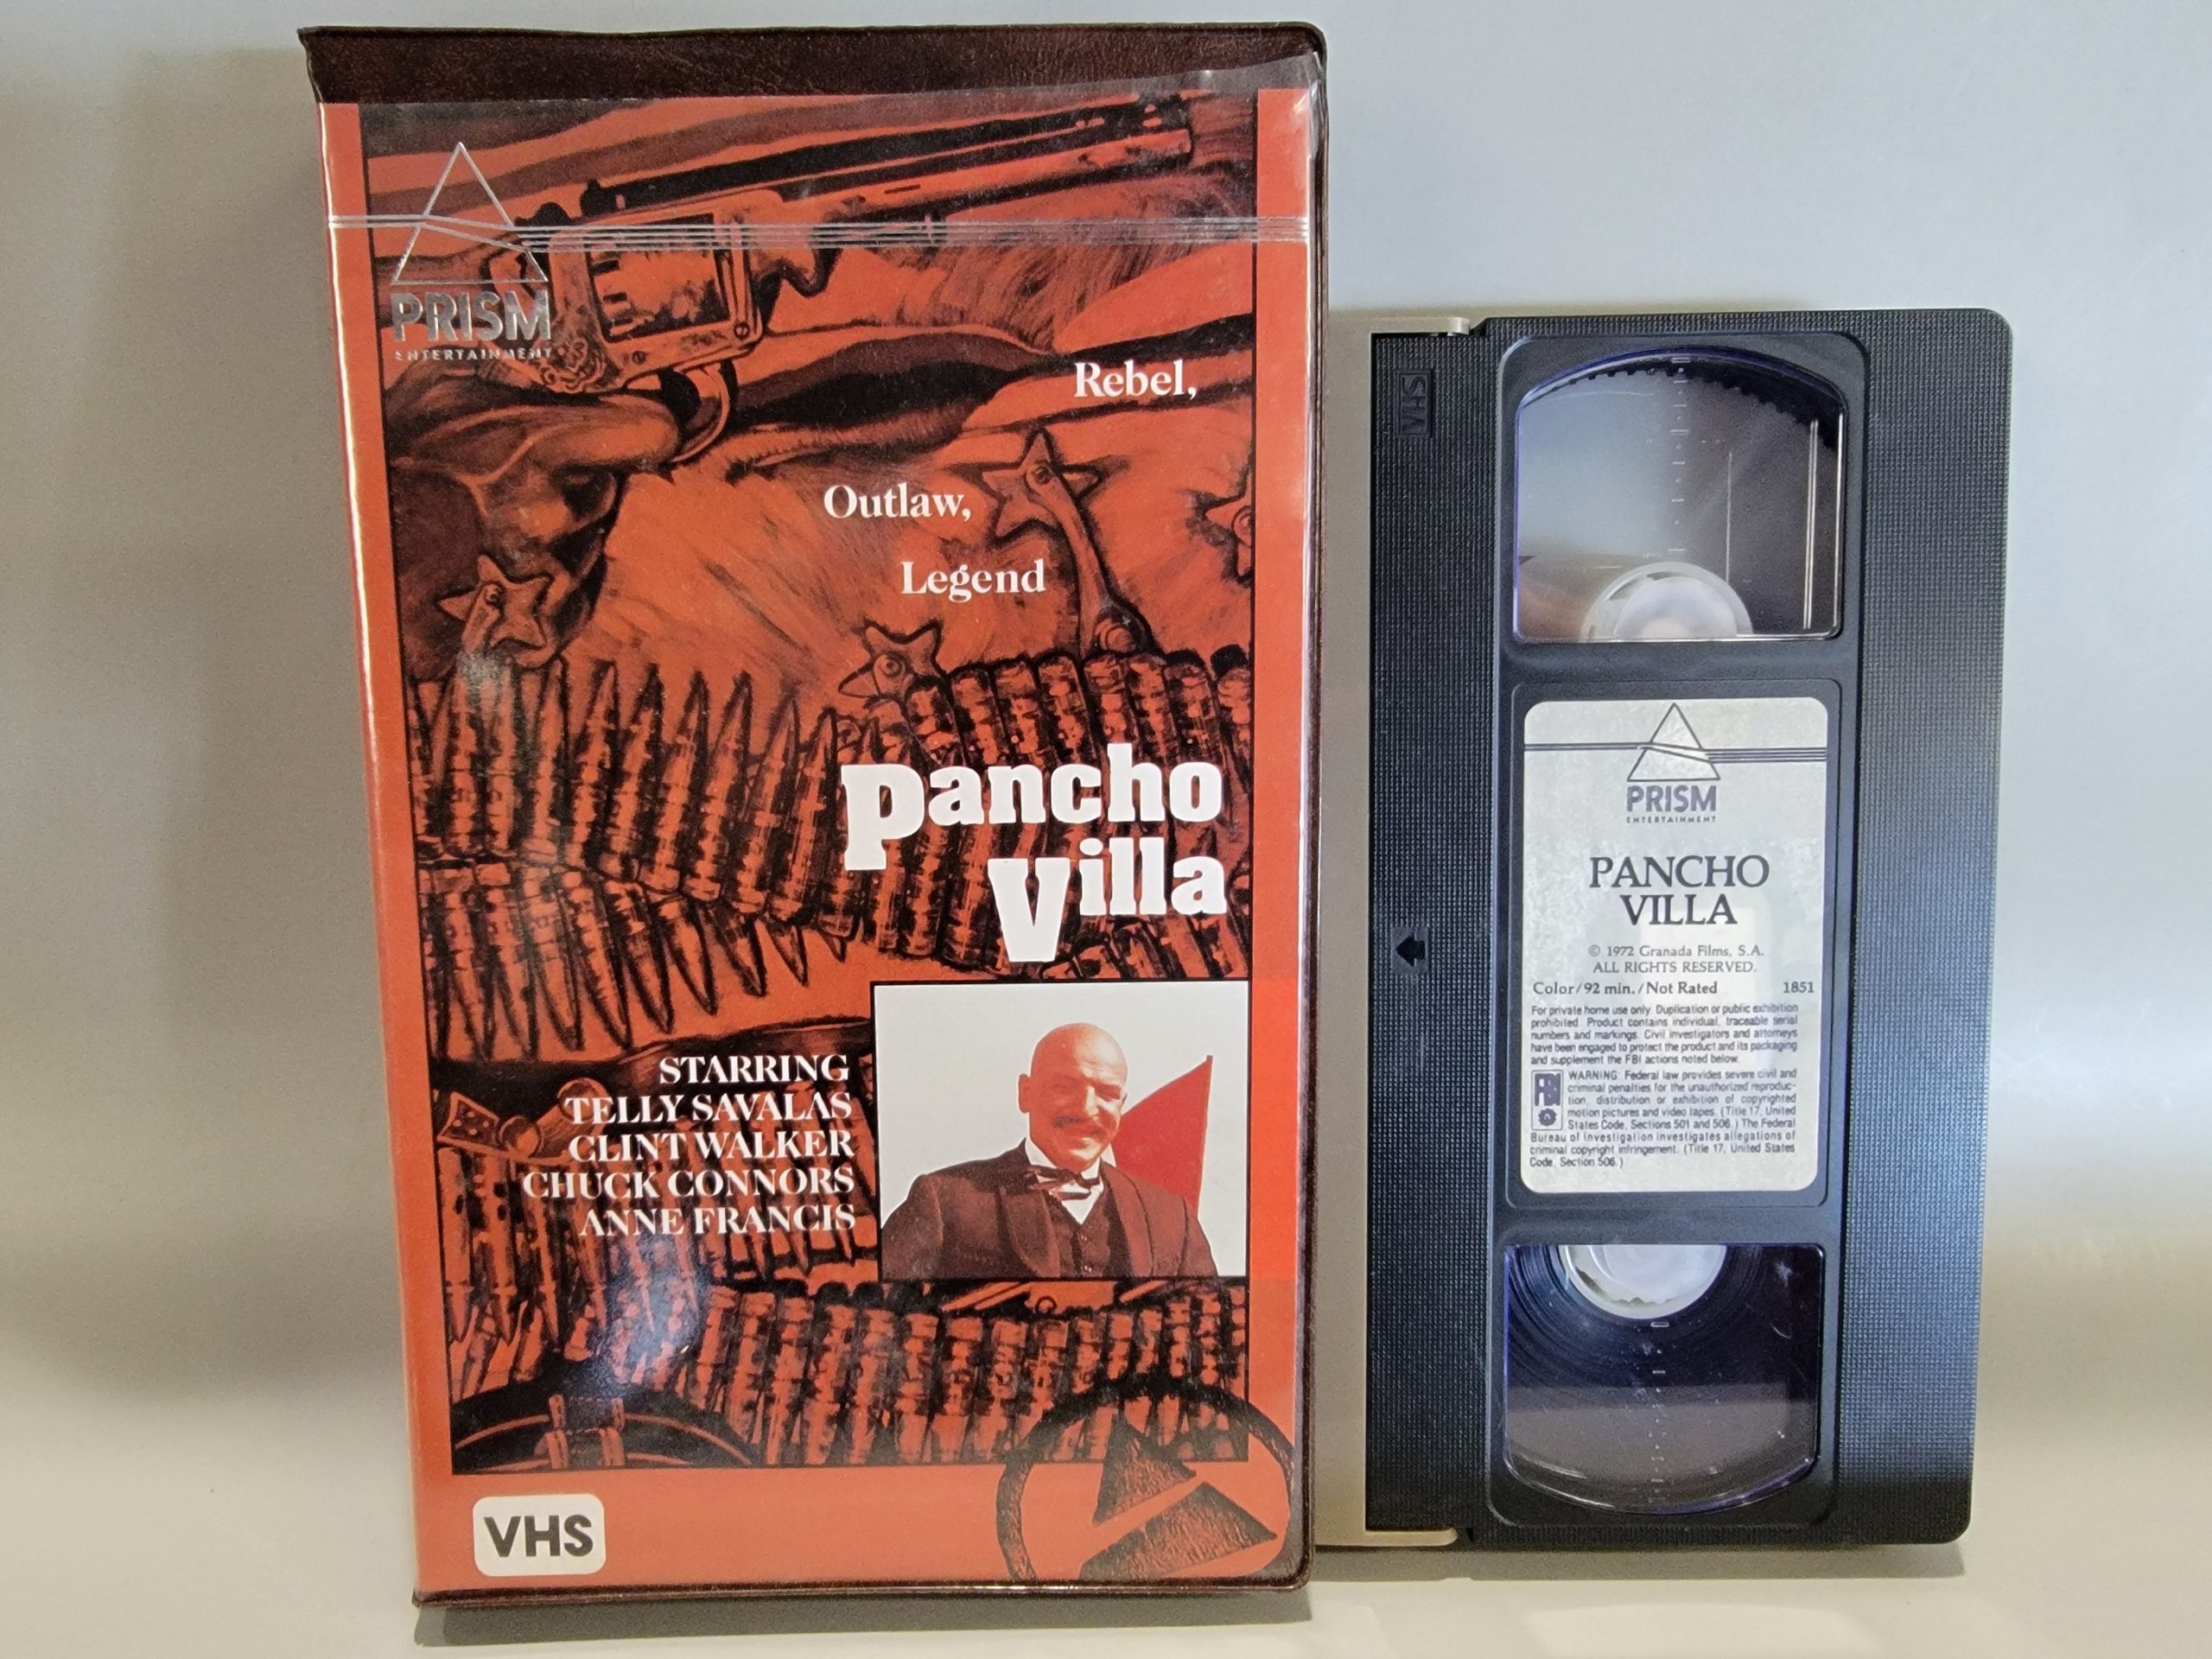 PRISM
ENTERTAINMENT
Rebel,
Outlaw,
Legend
Pancho
Villa
STARRING
TELLY SAVALAS
CLINT WALKER
CHUCK CONNORS
ANNE FRANCIS
VHS
VHS
PRISM
ENTERTAINMENT
PANCHO
VILLA
© 1972 Granada Films, S.A.
ALL RIGHTS RESERVED.
Color/92 min./Not Rated 1851
For private home use only. Duplication or public exhibition
prohibited. Product contains individual, traceable serial
numbers and markings. Civil investigators and attorneys
have been engaged to protect the product and its packaging
and supplement the FBI actions noted below.
FBI
WARNING: Federal law provides severe civil and
criminal penalties for the unauthorized reproduc-
tion, distribution or exhibition of copyrighted
motion pictures and video tapes. (Title 17, United
States Code, Sections 501 and 506.) The Federal
Bureau of Investigation investigates allegations of
criminal copyright infringement. (Title 17, United States
Code, Section 506.)